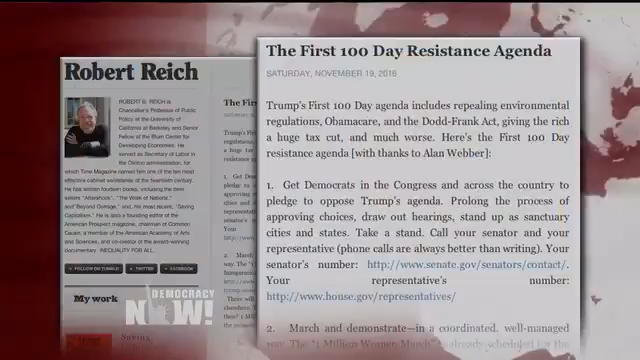 Robert Reich
ROBERT B. REICH is
Chancellor's Professor of Public
Policy at the University of
California at Berkeley and Senior
Fellow at the Blum Center for
Developing Economies. He
served as Secretary of Labor in
the Clinton administration, for
which Time Magazine named him one of the ten most
effective cabinet secretaries of the twentieth century.
He has written fourteen books, including the best
sellers "Aftershock", "The Work of Nations,"
and "Beyond Outrage," and, his most recent, "Saving
Capitalism." He is also a founding editor of the
American Prospect magazine, chairman of Common
Cause, a member of the American Academy of Arts
and Sciences, and co-creator of the award-winning
documentary, INEQUALITY FOR ALL.
FOLLOW ON TUMBLR
TWITTER
FACEBOOK
My work
Saving
The First 100 Day Resistance Agenda
SATURDAY, NOVEMBER 19, 2016
Trump's First 100 Day agenda includes repealing environmental
regulations, Obamacare, and the Dodd-Frank Act, giving the rich
a huge tax cut, and much worse. Here's the First 100 Day
resistance agenda [with thanks to Alan Webber]:
1. Get Democrats in the Congress and across the country to
pledge to oppose Trump's agenda. Prolong the process of
approving choices, draw out hearings, stand up as sanctuary
cities and states. Take a stand. Call your senator and your
representative (phone calls are always better than writing). Your
senator's number: http://www.senate.gov/senators/contact/.
Your representative's number:
http://www.house.gov/representatives/
2. March and demonstrate—in a coordinated, well-managed
way. The "1 Million Women March" is already scheduled for the
DEMOCRACY
NOW!